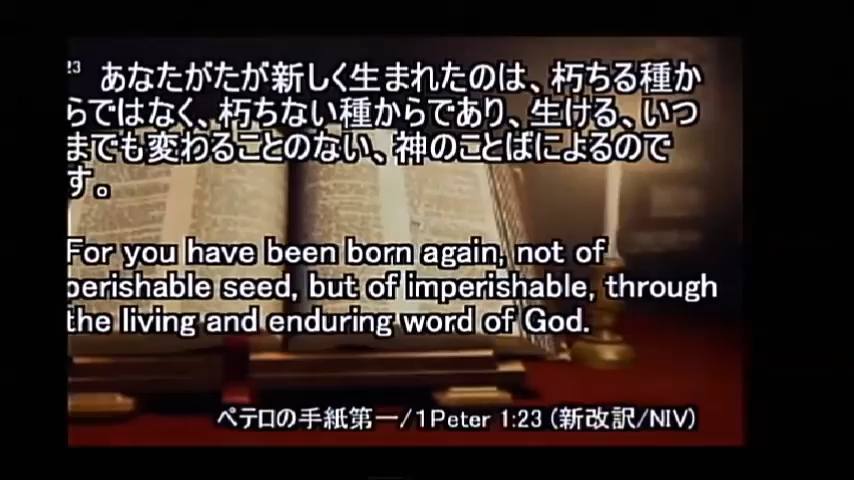 23 あなたがたが新しく生まれたのは、朽ちる種か
らではなく、朽ちない種からであり、生ける、いつ
までも変わることのない、神のことばによるので
す。
For you have been born again, not of
perishable seed, but of imperishable, through
the living and enduring word of God.
ペテロの手紙第一/1Peter 1:23 (新改訳/NIV)